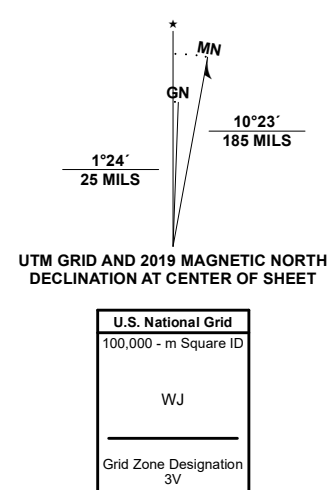 MN
GN
10°23´
185 MILS
1°24´
25 MILS
UTM GRID AND 2019 MAGNETIC NORTH
DECLINATION AT CENTER OF SHEET
U.S. National Grid
100,000 - m Square ID
WJ
Grid Zone Designation
3V